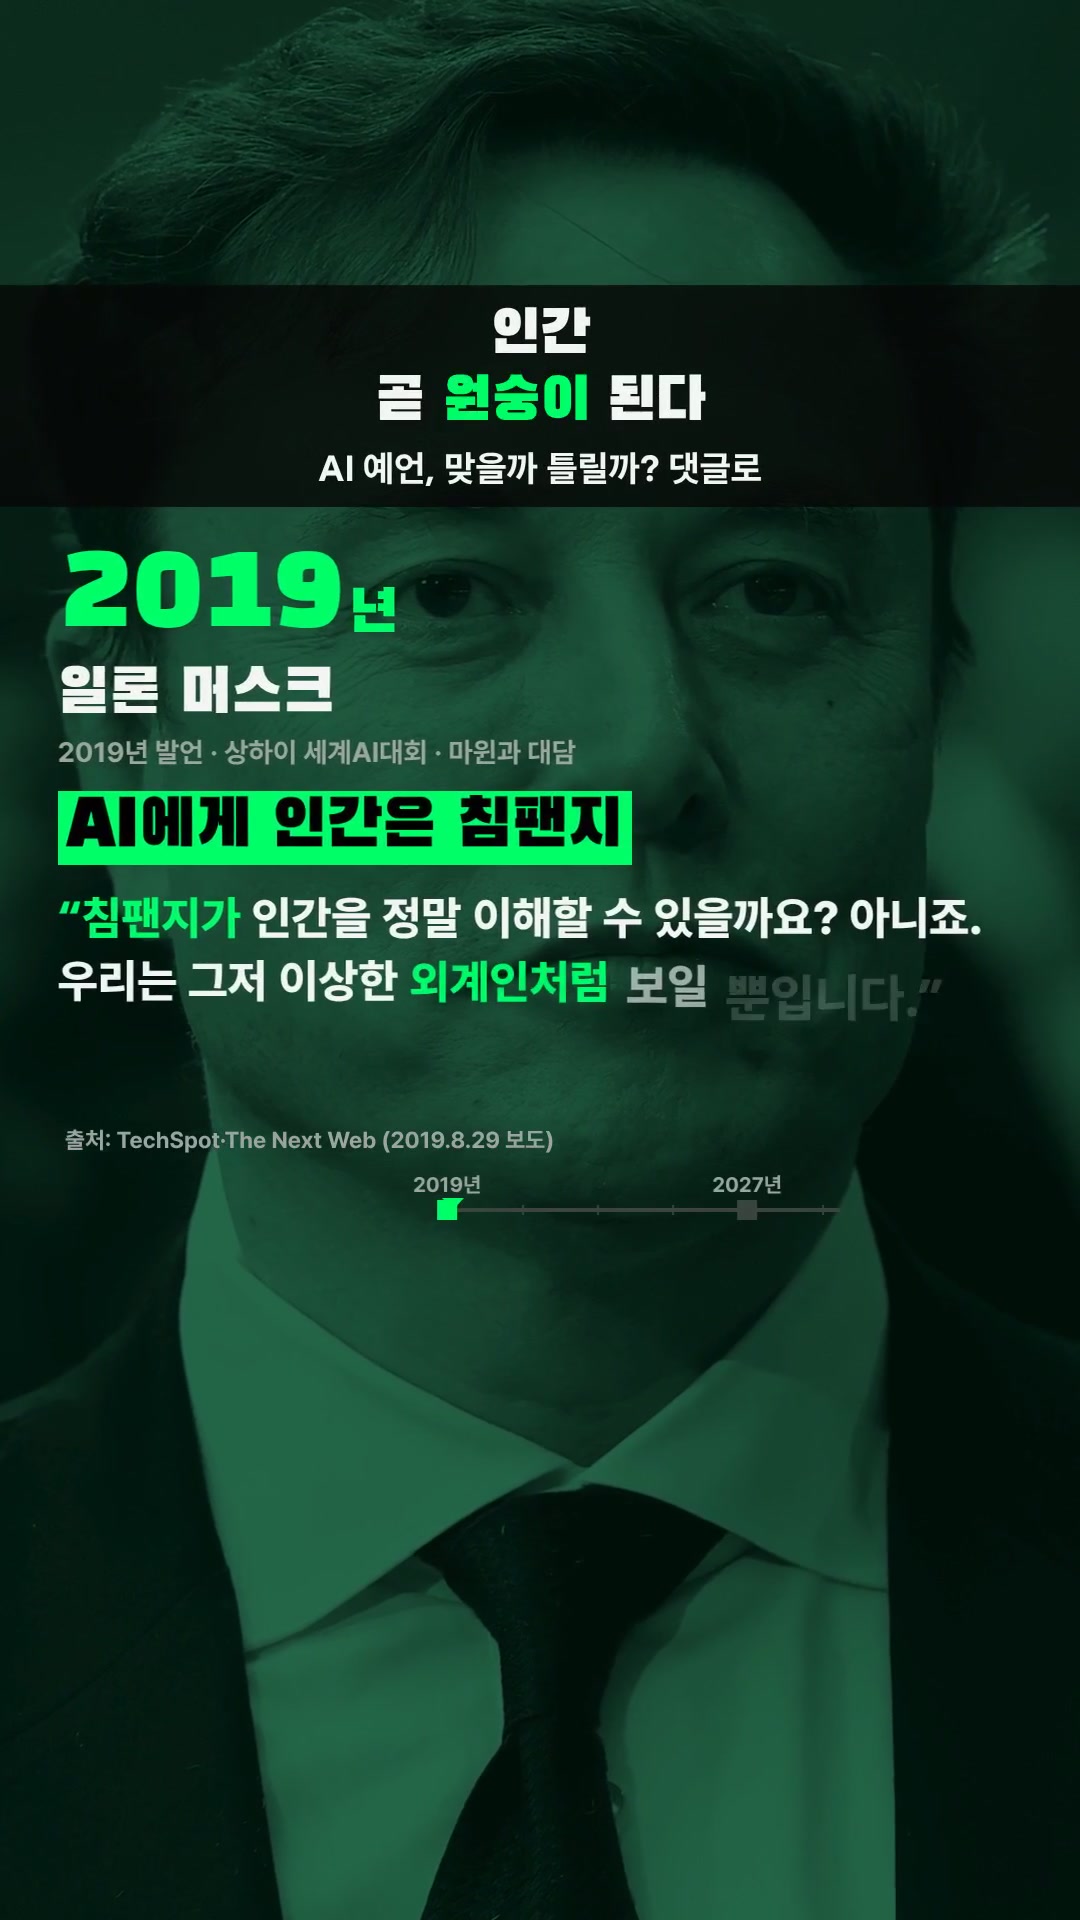 인간
곧 원숭이 된다
AI 예언, 맞을까 틀릴까? 댓글로
2019년
일론 머스크
2019년 발언 · 상하이 세계AI대회 · 마윈과 대담
AI에게 인간은 침팬지
“침팬지가 인간을 정말 이해할 수 있을까요? 아니죠.
우리는 그저 이상한 외계인처럼 보일 뿐입니다.”
출처: TechSpot·The Next Web (2019.8.29 보도)
2019년 2027년